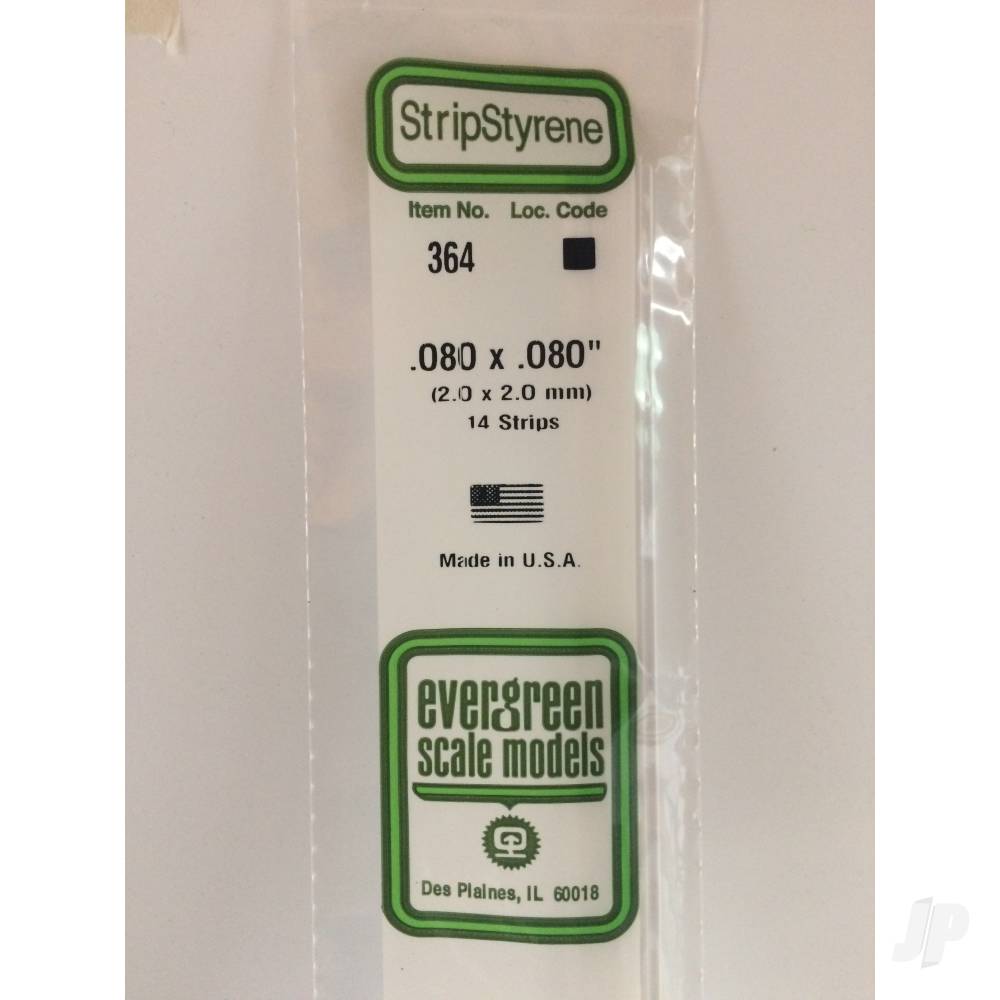 StripStyrene
Item No. Loc. Code
364
.080 x .080"
(2.0 x 2.0 mm)
14 Strips
Made in U.S.A.
evergreen
scale models
Des Plaines, IL 60018
JP